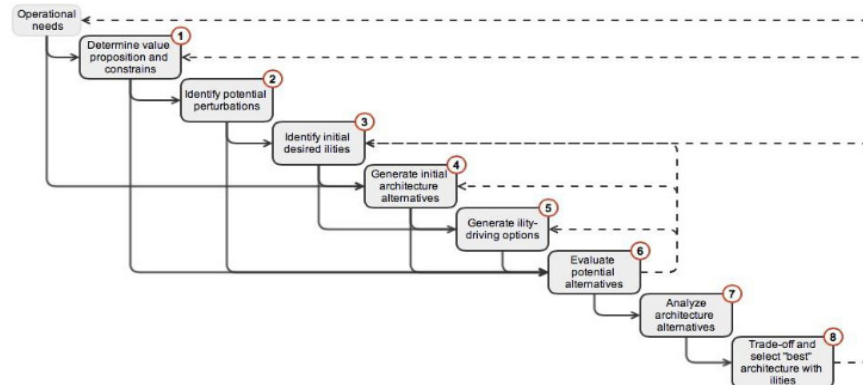 Operational
needs
1
Determine value
proposition and
constrains
2
Identify potential
perturbations
3
Identify initial
desired ilities
4
Generate initial
architecture
alternatives
5
Generate ility-
driving options
6
Evaluate
potential
alternatives
7
Analyze
architecture
alternatives
8
Trade-off and
select "best"
architecture with
ilities